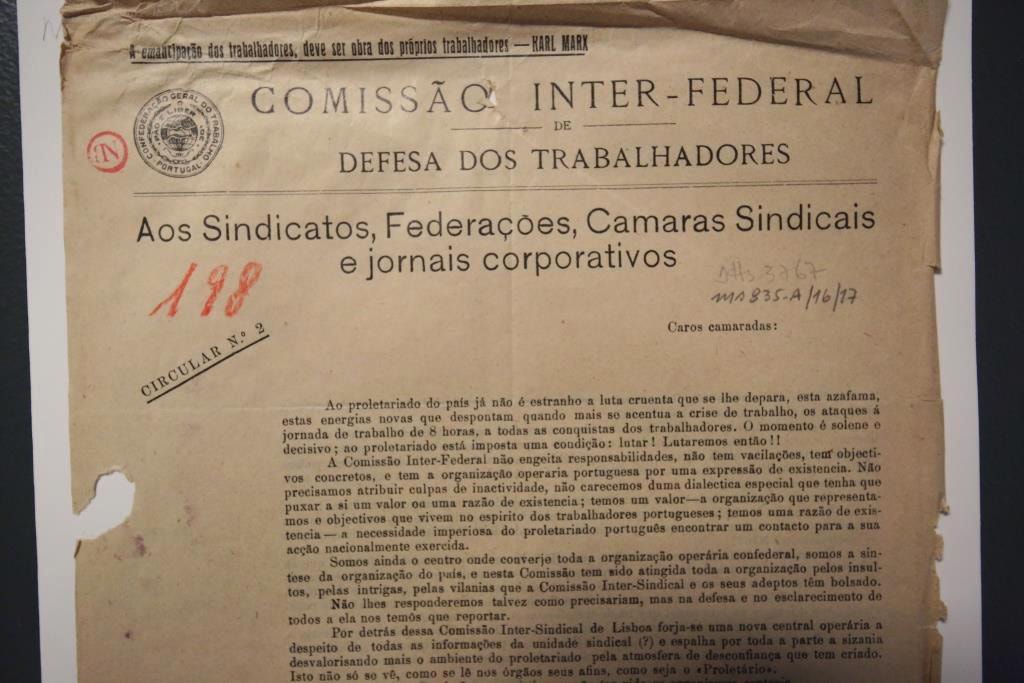 A emancipação dos trabalhadores, deve ser obra dos próprios trabalhadores — KARL MARX
CONFEDERAÇÃO GERAL DO TRABALHO
PORTUGAL
COMISSÃO INTER-FEDERAL
DE
DEFESA DOS TRABALHADORES
N
Aos Sindicatos, Federações, Camaras Sindicais
e jornais corporativos
198
3767
ms 835-A/16/17
Caros camaradas:
CIRCULAR N.º 2
Ao proletariado do país já não é estranho a luta cruenta que se lhe depara, esta azafama,
estas energias novas que despontam quando mais se acentua a crise de trabalho, os ataques á
jornada de trabalho de 8 horas, a todas as conquistas dos trabalhadores. O momento é solene e
decisivo; ao proletariado está imposta uma condição: lutar! Lutaremos então!!
A Comissão Inter-Federal não engeita responsabilidades, não tem vacilações, tem objecti-
vos concretos, e tem a organização operaria portuguesa por uma expressão de existencia. Não
precisamos atribuir culpas de inactividade, não carecemos duma dialectica especial que tenha que
puxar a si um valor ou uma razão de existencia; temos um valor—a organização que representa-
mos e objectivos que vivem no espirito dos trabalhadores portugueses; temos uma razão de exis-
tencia—a necessidade imperiosa do proletariado português encontrar um contacto para a sua
acção nacionalmente exercida.
Somos ainda o centro onde converje toda a organização operária confederal, somos a sin-
tese da organização do país, e nesta Comissão tem sido atingida toda a organização pelos insul-
tos, pelas intrigas, pelas vilanias que a Comissão Inter-Sindical e os seus adeptos têm bolsado.
Não lhes responderemos talvez como precisariam, mas na defesa e no esclarecimento de
todos a ela nos temós que reportar.
Por detrás dessa Comissão Inter-Sindical de Lisboa forja-se uma nova central operária a
despeito de todas as informações da unidade sindical (?) e espalha por toda a parte a sizania
desvalorisando mais o ambiente do proletariado pela atmosfera de desconfiança que tem criado.
Isto não só se vê, como se lê nos órgãos seus afins, como seja o «Proletário».